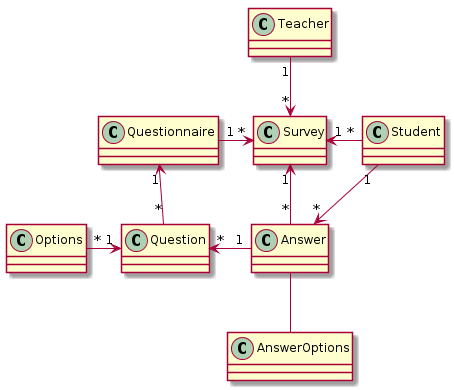 C Teacher
1
*
C Questionnaire
1 *
C Survey
1 *
C Student
1
*
1
*
1
*
C Options
* 1
C Question
* 1
C Answer
C AnswerOptions